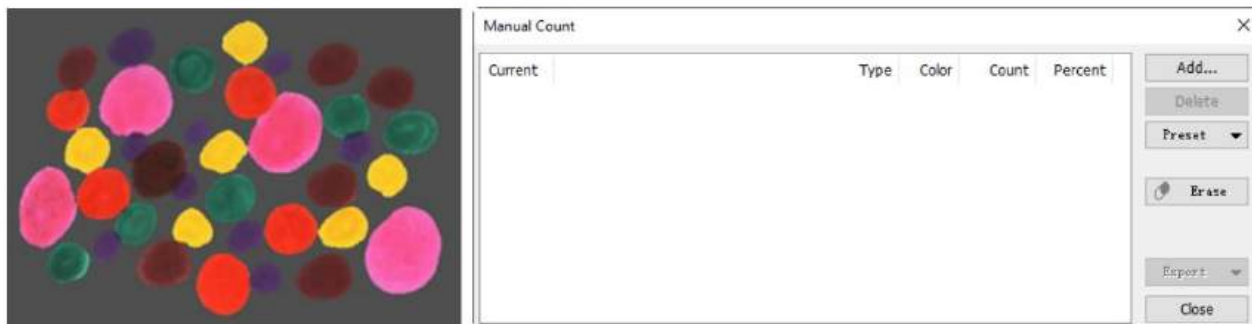 Manual Count
Current Type Color Count Percent
Add...
Delete
Preset
Erase
Export
Close